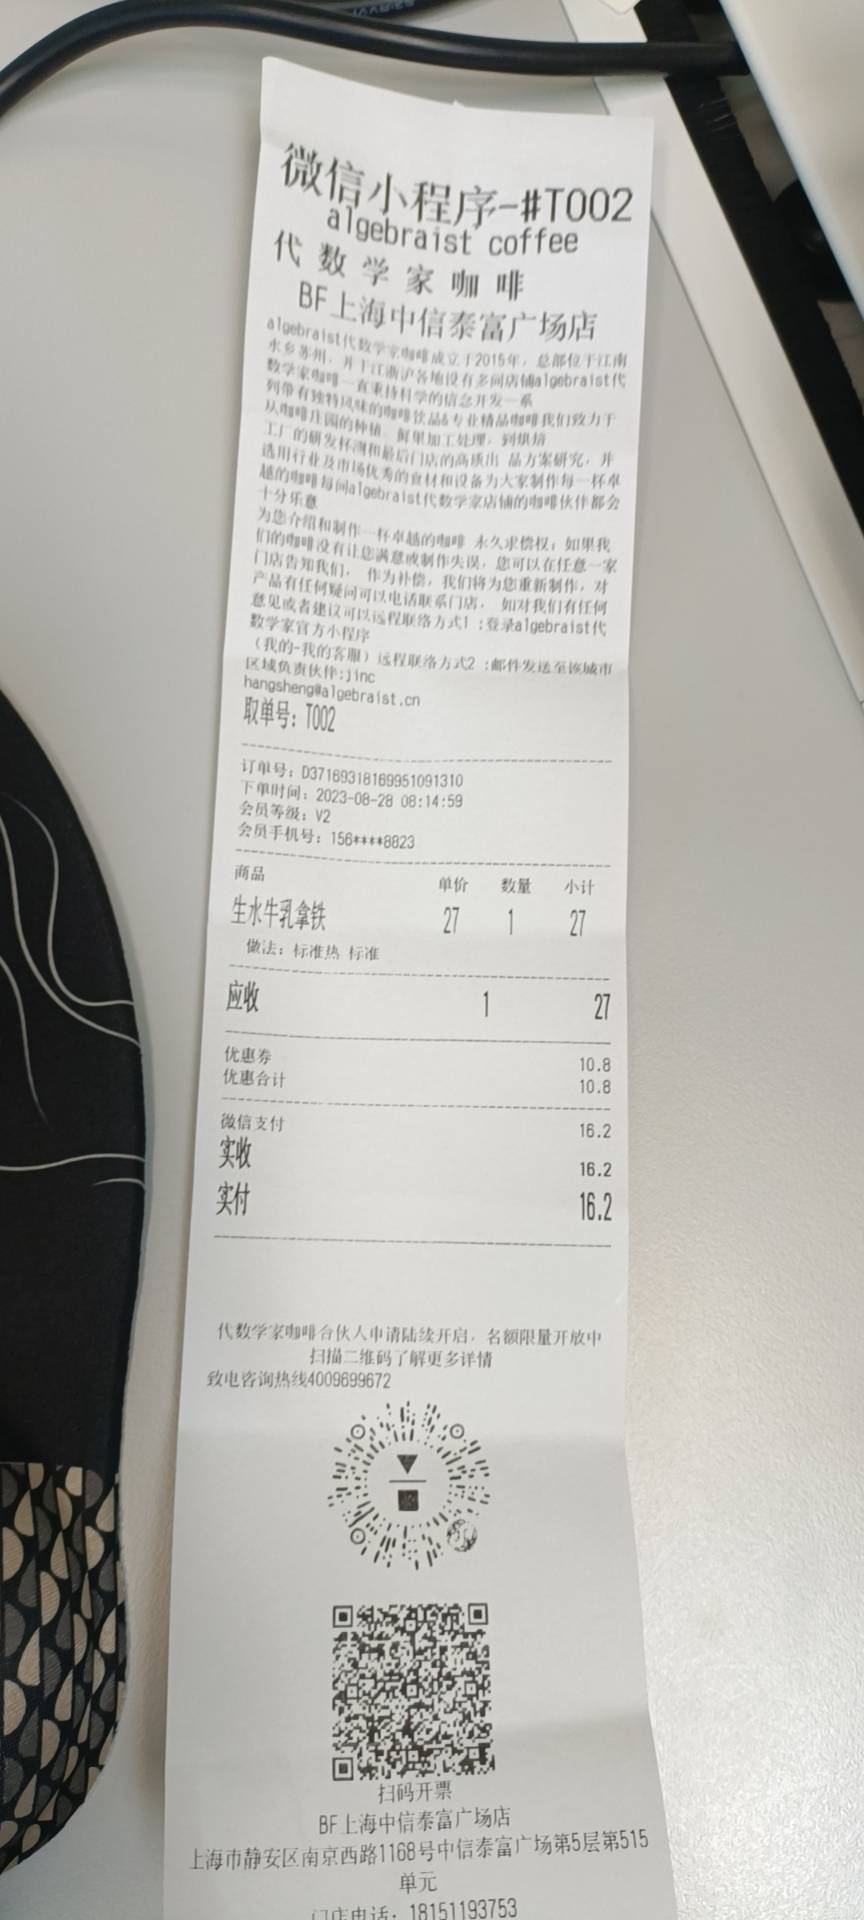 微信小程序-#T002
algebraist coffee
代数学家咖啡
BF上海中信泰富广场店
algebraist代数学家咖啡成立于2015年，总部位于江南
水乡苏州，并于江浙沪各地设有多间店铺algebraist代
数学家咖啡一直秉持科学的信念开发一系
列带有独特风味的咖啡饮品&专业精品咖啡我们致力于
从咖啡庄园的种植 鲜果加工处理，到烘焙
工厂的研发杯测和最后门店的高质出 品方案研究，并
选用行业及市场优秀的食材和设备为大家制作每一杯卓
越的咖啡每间algebraist代数学家店铺的咖啡伙伴都会
十分乐意
为您介绍和制作一杯卓越的咖啡 永久求偿权：如果我
们的咖啡没有让您满意或制作失误，您可以在任意一家
门店告知我们， 作为补偿，我们将为您重新制作，对
产品有任何疑问可以电话联系门店， 如对我们有任何
意见或者建议可以远程联络方式1：登录algebraist代
数学家官方小程序
（我的-我的客服）远程联络方式2：邮件发送至该城市
区域负责伙伴:jinc
hangsheng@algebraist.cn
取单号：T002
订单号：D37169318169951091310
下单时间：2023-08-28 08:14:59
会员等级：V2
会员手机号：156****8823
商品 单价 数量 小计
生水牛乳拿铁 27 1 27
做法：标准热 标准
应收 1 27
优惠券 10.8
优惠合计 10.8
微信支付 16.2
实收 16.2
实付 16.2
代数学家咖啡合伙人申请陆续开启，名额限量开放中
扫描二维码了解更多详情
致电咨询热线4009699672
扫码开票
BF上海中信泰富广场店
上海市静安区南京西路1168号中信泰富广场第5层第515
单元
门店电话：18151193753